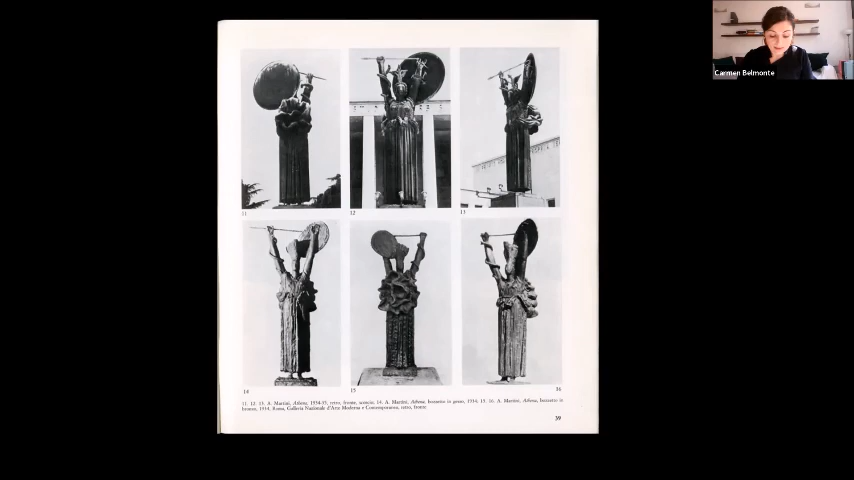 Carmen Belmonte
11
12
13
14
15
16
11. 12. 13. A. Martini, Athena, 1934-35, retro, fronte, scorcio. 14. A. Martini, Athena, bozzetto in gesso, 1934; 15. 16. A. Martini, Athena, bozzetto in
bronzo, 1934, Roma, Galleria Nazionale d'Arte Moderna e Contemporanea, retro, fronte
39